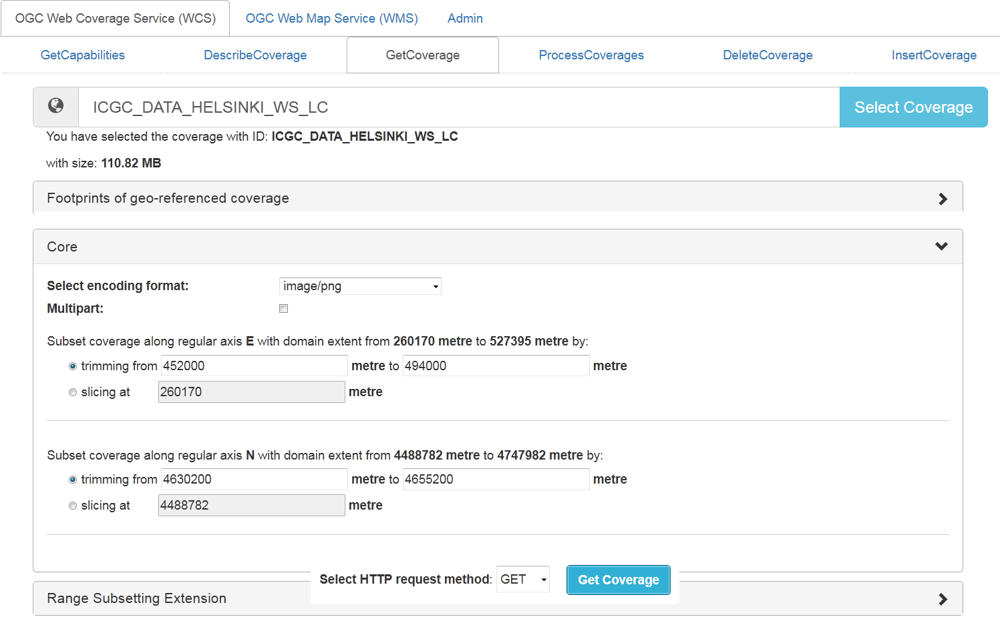 OGC Web Coverage Service (WCS) OGC Web Map Service (WMS) Admin
GetCapabilities DescribeCoverage GetCoverage ProcessCoverages DeleteCoverage InsertCoverage
ICGC_DATA_HELSINKI_WS_LC Select Coverage
You have selected the coverage with ID: ICGC_DATA_HELSINKI_WS_LC
with size: 110.82 MB
Footprints of geo-referenced coverage
Core
Select encoding format: image/png
Multipart:
Subset coverage along regular axis E with domain extent from 260170 metre to 527395 metre by:
trimming from 452000 metre to 494000 metre
slicing at 260170 metre
Subset coverage along regular axis N with domain extent from 4488782 metre to 4747982 metre by:
trimming from 4630200 metre to 4655200 metre
slicing at 4488782 metre
Select HTTP request method: GET Get Coverage
Range Subsetting Extension